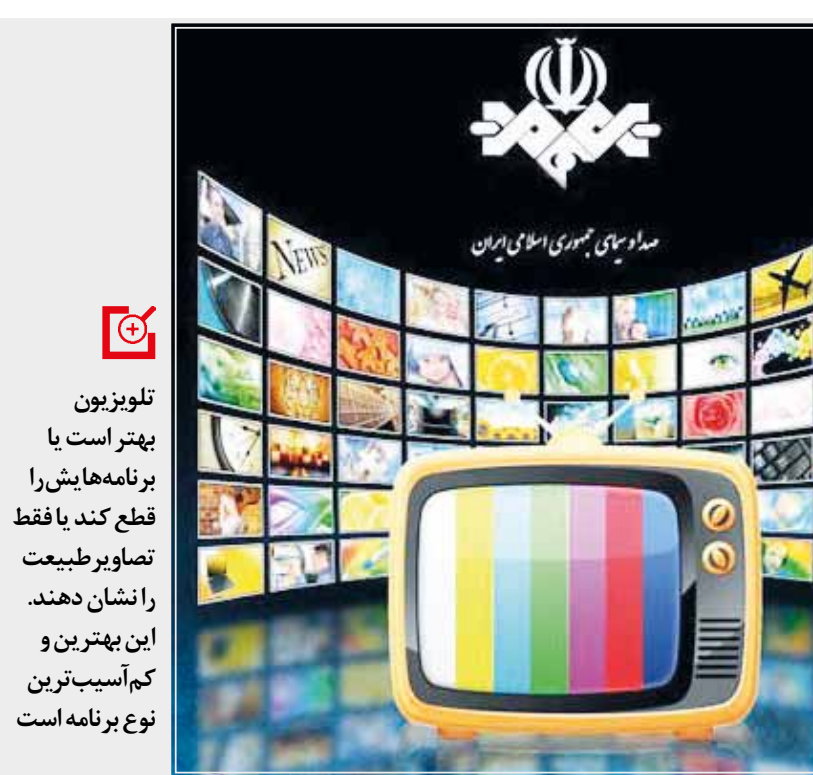 صدا و سیمای جمهوری اسلامی ایران
NEWS
تلویزیون
بهتر است یا
برنامه‌هایش را
قطع کند یا فقط
تصاویر طبیعت
را نشان دهند.
این بهترین و
کم‌آسیب‌ترین
نوع برنامه است